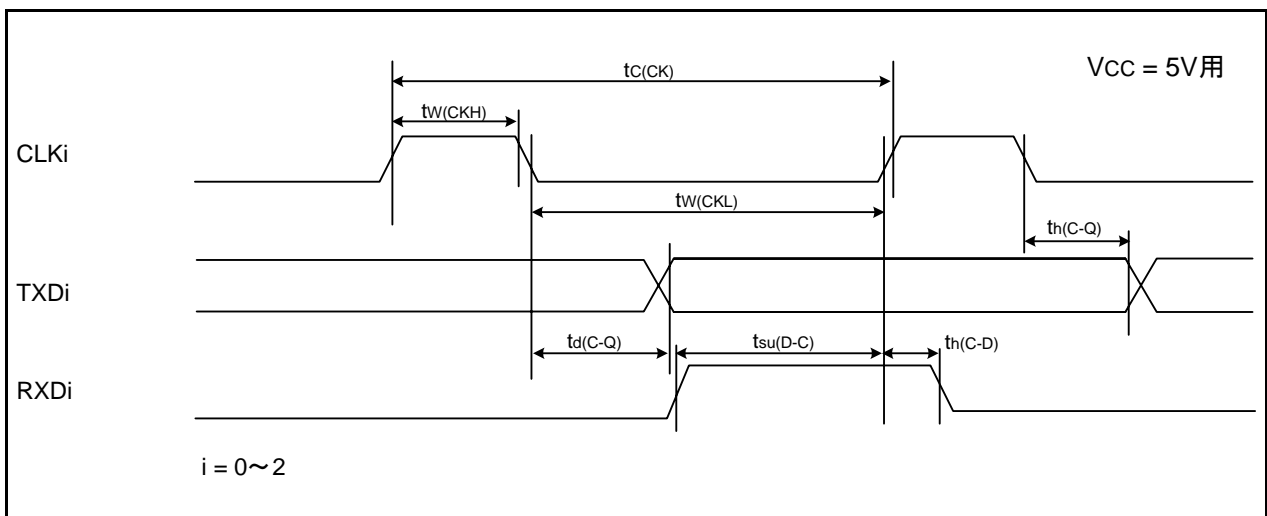 tC(CK)
VCC = 5V用
tW(CKH)
CLKi
tW(CKL)
th(C-Q)
TXDi
td(C-Q)
tsu(D-C)
th(C-D)
RXDi
i = 0〜2